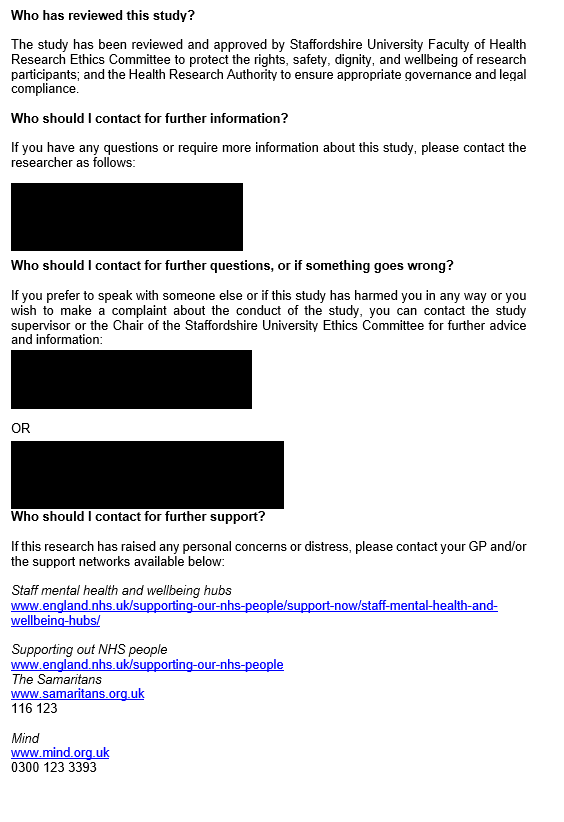 Who has reviewed this study?
The study has been reviewed and approved by Staffordshire University Faculty of Health
Research Ethics Committee to protect the rights, safety, dignity, and wellbeing of research
participants; and the Health Research Authority to ensure appropriate governance and legal
compliance.
Who should I contact for further information?
If you have any questions or require more information about this study, please contact the
researcher as follows:
Who should I contact for further questions, or if something goes wrong?
If you prefer to speak with someone else or if this study has harmed you in any way or you
wish to make a complaint about the conduct of the study, you can contact the study
supervisor or the Chair of the Staffordshire University Ethics Committee for further advice
and information:
OR
Who should I contact for further support?
If this research has raised any personal concerns or distress, please contact your GP and/or
the support networks available below:
Staff mental health and wellbeing hubs
www.england.nhs.uk/supporting-our-nhs-people/support-now/staff-mental-health-and-
wellbeing-hubs/
Supporting out NHS people
www.england.nhs.uk/supporting-our-nhs-people
The Samaritans
www.samaritans.org.uk
116 123
Mind
www.mind.org.uk
0300 123 3393